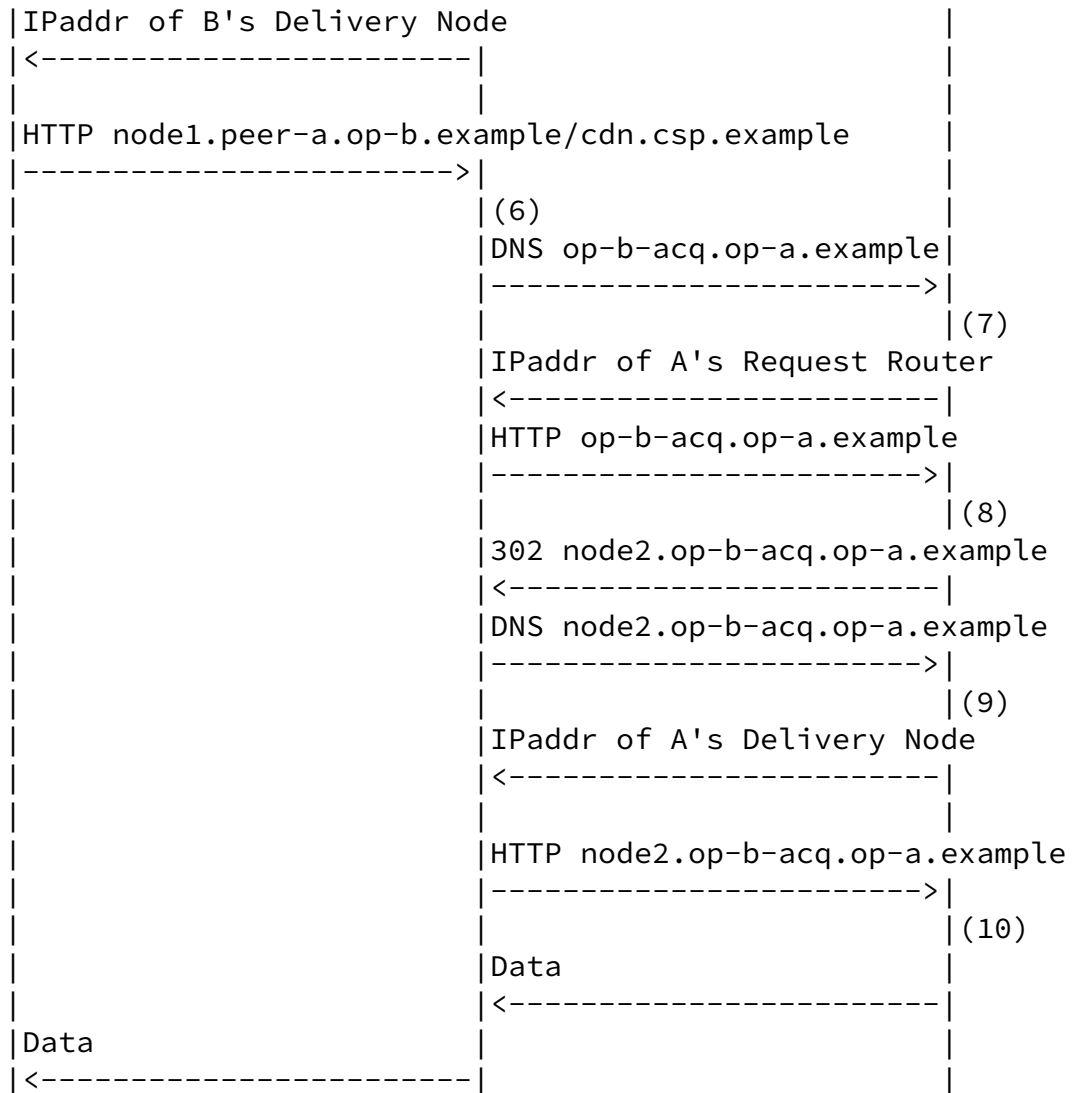 |IPaddr of B's Delivery Node                        |
|<------------------------|                         |
|                         |                         |
|HTTP node1.peer-a.op-b.example/cdn.csp.example     |
|------------------------>|                         |
|                         |(6)                      |
|                         |DNS op-b-acq.op-a.example|
|                         |------------------------>|
|                         |                         |(7)
|                         |IPaddr of A's Request Router
|                         |<------------------------|
|                         |HTTP op-b-acq.op-a.example
|                         |------------------------>|
|                         |                         |(8)
|                         |302 node2.op-b-acq.op-a.example
|                         |<------------------------|
|                         |DNS node2.op-b-acq.op-a.example
|                         |------------------------>|
|                         |                         |(9)
|                         |IPaddr of A's Delivery Node
|                         |<------------------------|
|                         |                         |
|                         |HTTP node2.op-b-acq.op-a.example
|                         |------------------------>|
|                         |                         |(10)
|                         |Data                     |
|                         |<------------------------|
|Data                     |                         |
|<------------------------|                         |